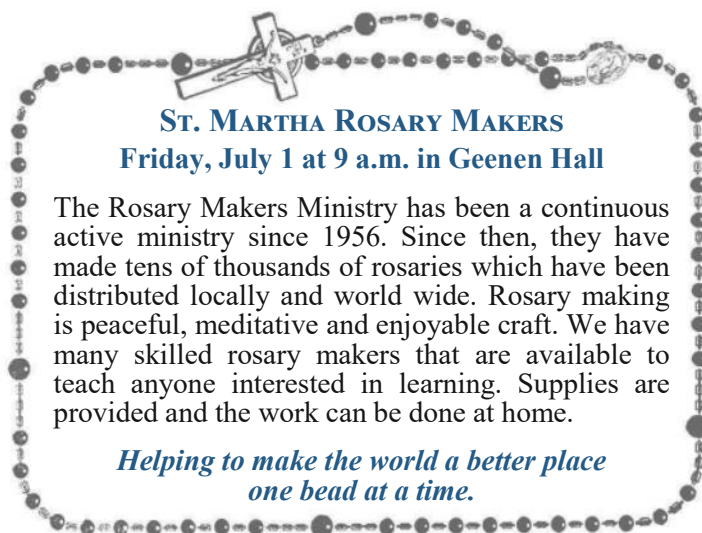 St. Martha Rosary Makers
Friday, July 1 at 9 a.m. in Geenen Hall
The Rosary Makers Ministry has been a continuous
active ministry since 1956. Since then, they have
made tens of thousands of rosaries which have been
distributed locally and world wide. Rosary making
is peaceful, meditative and enjoyable craft. We have
many skilled rosary makers that are available to
teach anyone interested in learning. Supplies are
provided and the work can be done at home.
Helping to make the world a better place
one bead at a time.